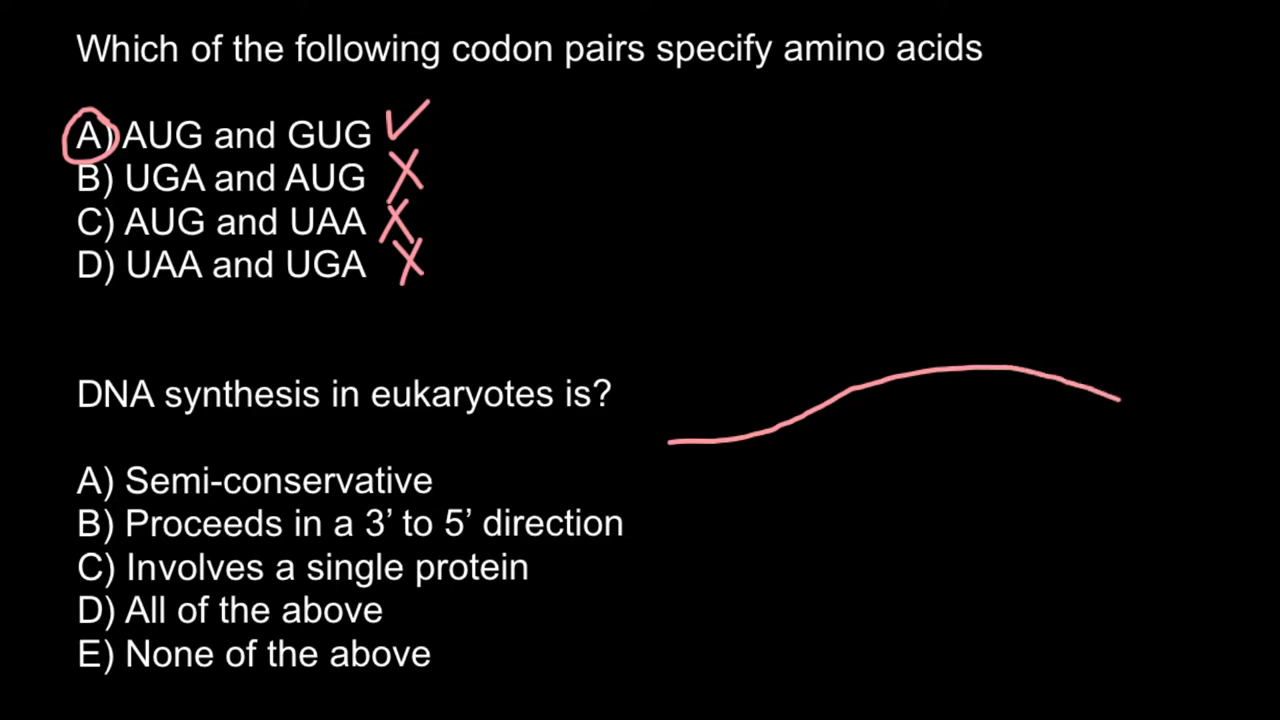 Which of the following codon pairs specify amino acids
A) AUG and GUG
B) UGA and AUG
C) AUG and UAA
D) UAA and UGA
DNA synthesis in eukaryotes is?
A) Semi-conservative
B) Proceeds in a 3’ to 5’ direction
C) Involves a single protein
D) All of the above
E) None of the above